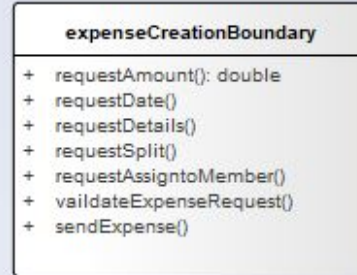 expenseCreationBoundary
+ requestAmount(): double
+ requestDate()
+ requestDetails()
+ requestSplit()
+ requestAssigntoMember()
+ vaildateExpenseRequest()
+ sendExpense()